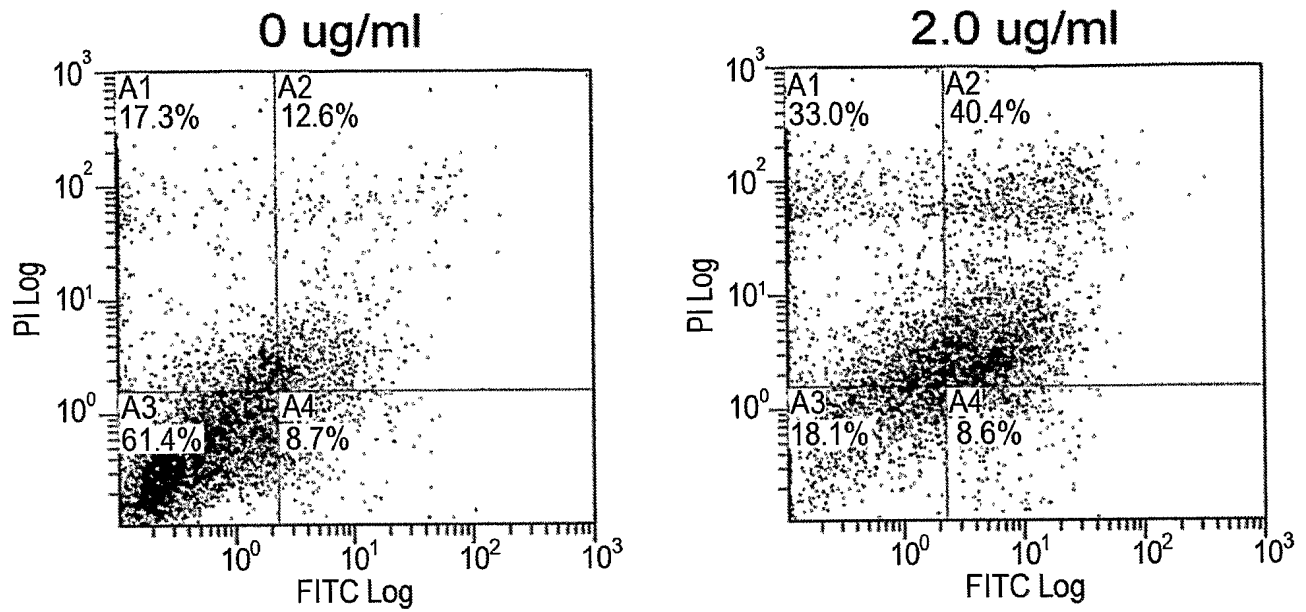 0 ug/ml
10³
A1
17.3%
A2
12.6%
10²
PI Log
10¹
10⁰
A3
61.4%
A4
8.7%
10⁰ 10¹ 10² 10³
FITC Log
2.0 ug/ml
10³
A1
33.0%
A2
40.4%
10²
PI Log
10¹
10⁰
A3
18.1%
A4
8.6%
10⁰ 10¹ 10² 10³
FITC Log